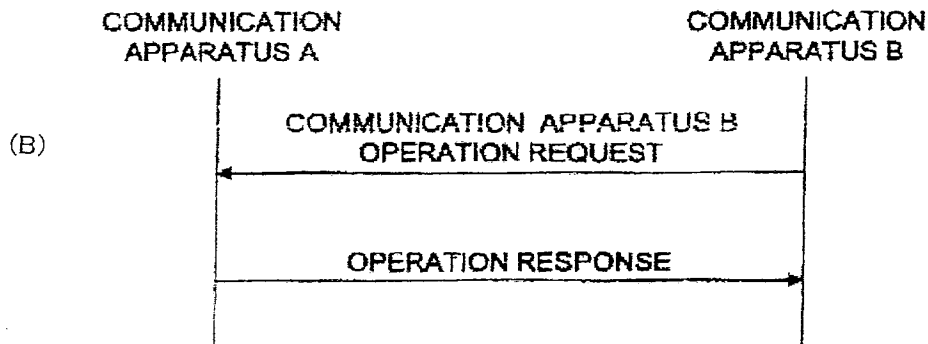 COMMUNICATION
APPARATUS A
COMMUNICATION
APPARATUS B
(B)
COMMUNICATION APPARATUS B
OPERATION REQUEST
OPERATION RESPONSE